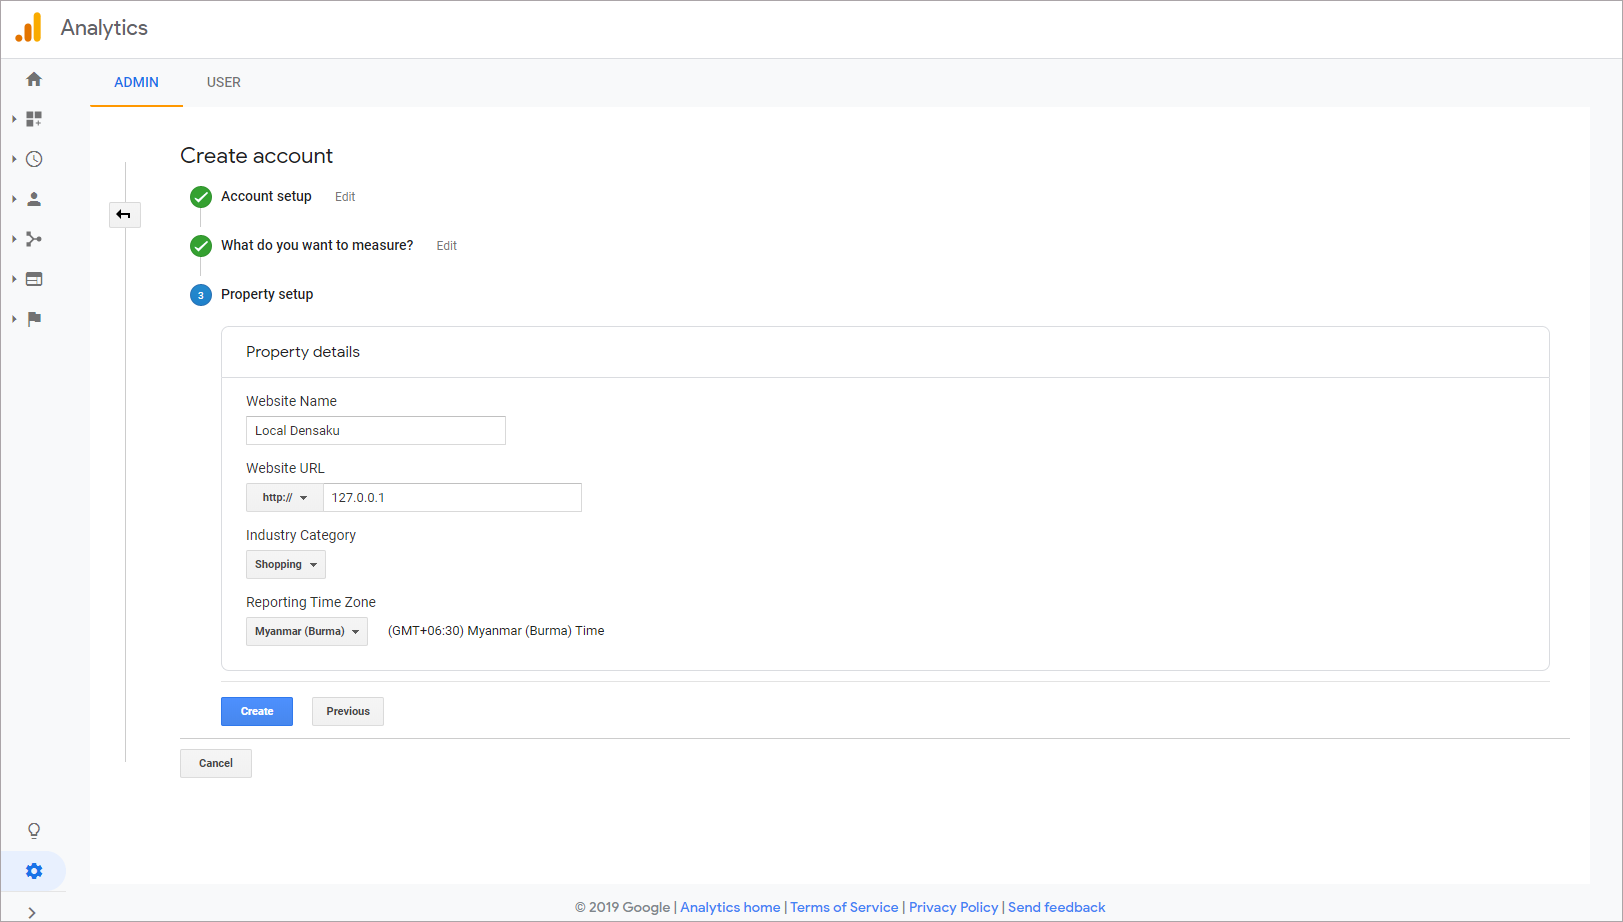 Analytics
ADMIN USER
Create account
Account setup Edit
What do you want to measure? Edit
3 Property setup
Property details
Website Name
Local Densaku
Website URL
http:// 127.0.0.1
Industry Category
Shopping
Reporting Time Zone
Myanmar (Burma) (GMT+06:30) Myanmar (Burma) Time
Create Previous
Cancel
© 2019 Google | Analytics home | Terms of Service | Privacy Policy | Send feedback